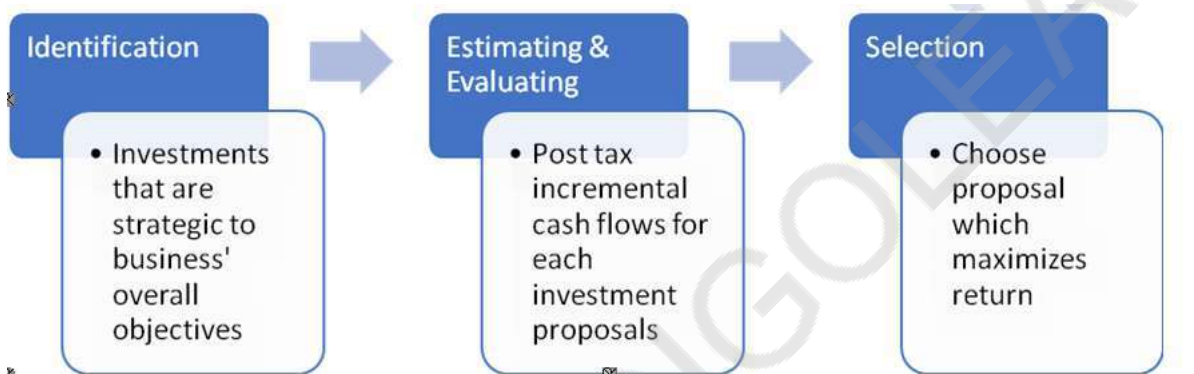 Identification
• Investments
that are
strategic to
business'
overall
objectives
Estimating &
Evaluating
• Post tax
incremental
cash flows for
each
investment
proposals
Selection
• Choose
proposal
which
maximizes
return